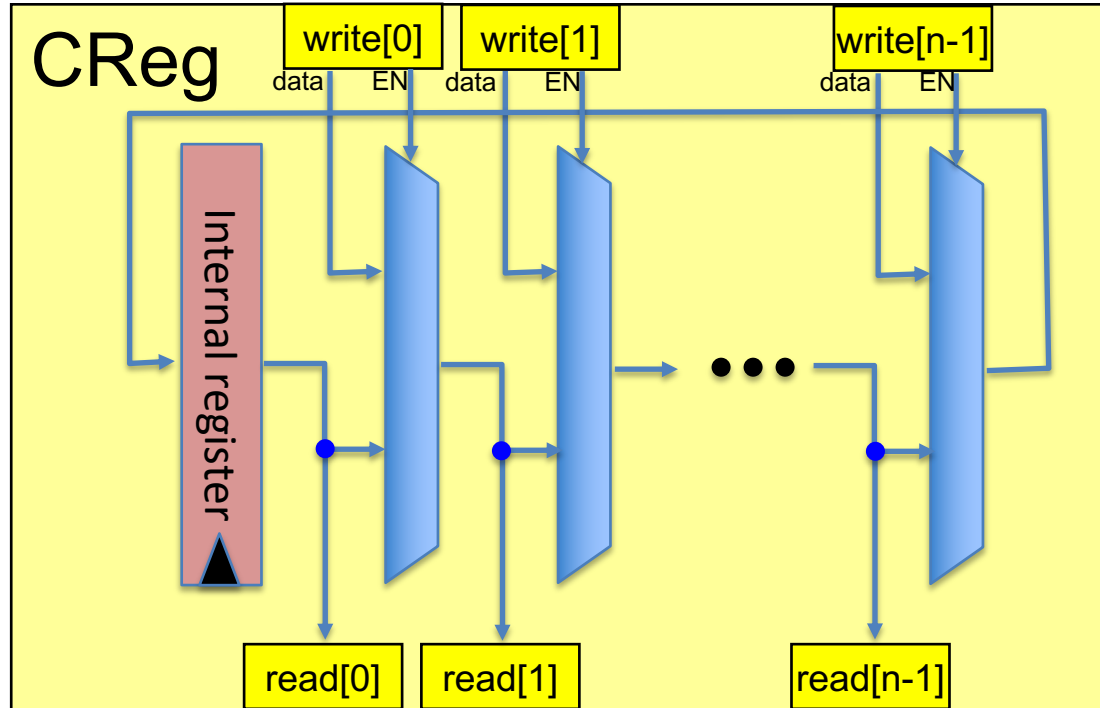 CReg
write[0]
write[1]
write[n-1]
data
EN
data
EN
data
EN
Internal register
read[0]
read[1]
read[n-1]